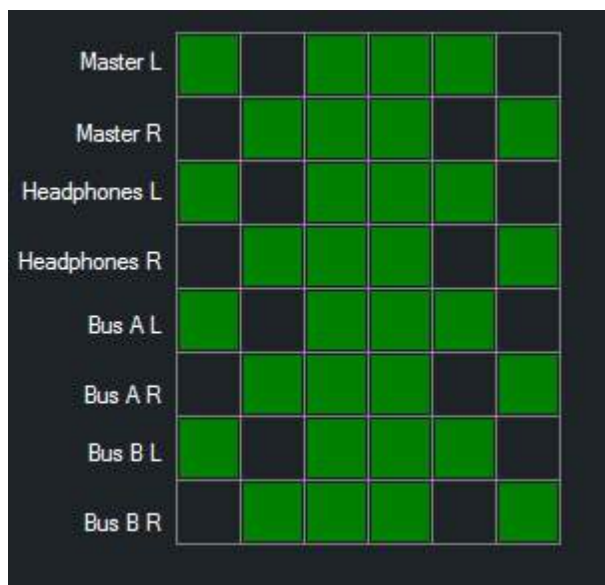 Master L
Master R
Headphones L
Headphones R
Bus A L
Bus A R
Bus B L
Bus B R